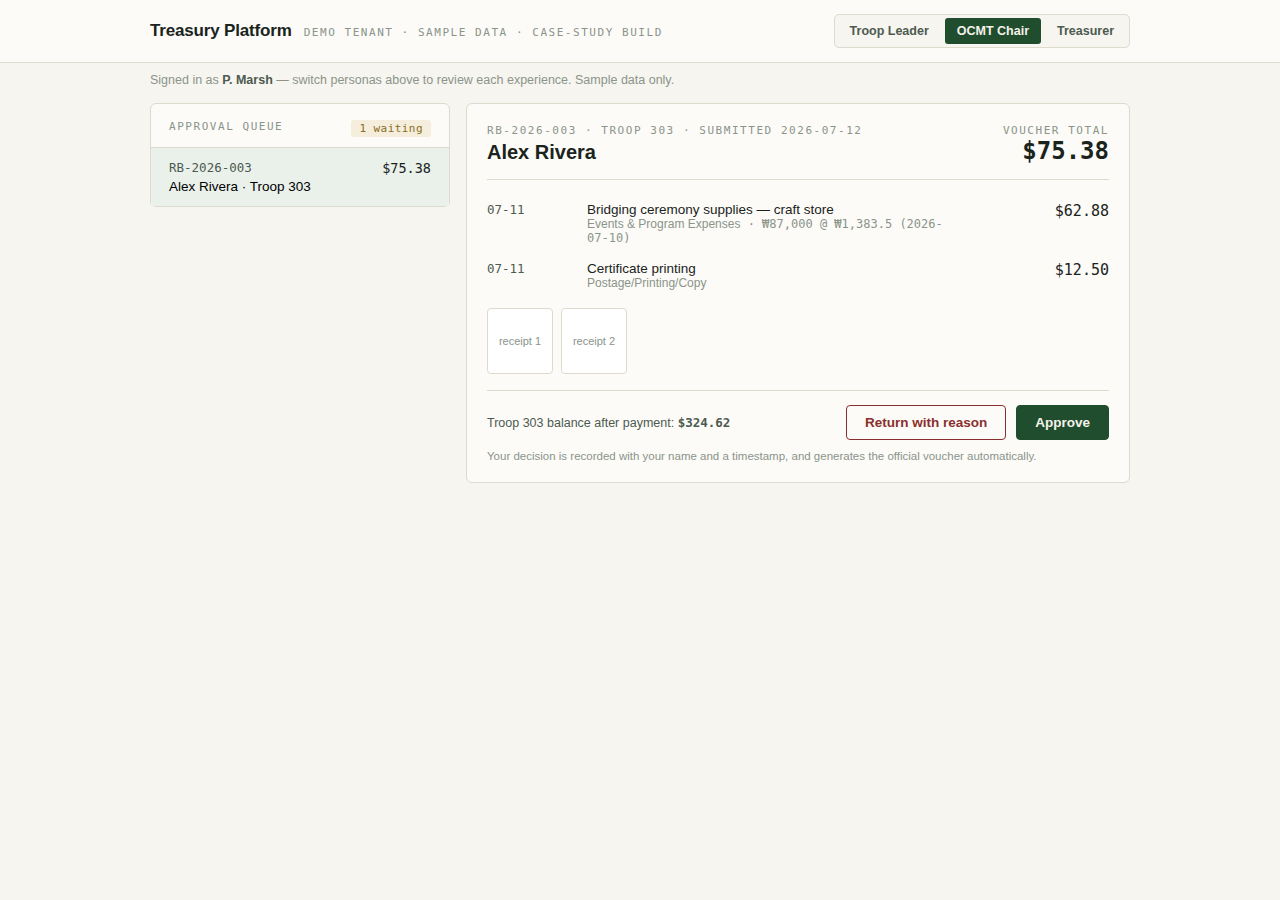 Treasury Platform DEMO TENANT · SAMPLE DATA · CASE-STUDY BUILD
Troop Leader OCMT Chair Treasurer
Signed in as P. Marsh — switch personas above to review each experience. Sample data only.
APPROVAL QUEUE 1 waiting
RB-2026-003 $75.38
Alex Rivera · Troop 303
RB-2026-003 · TROOP 303 · SUBMITTED 2026-07-12 VOUCHER TOTAL
Alex Rivera $75.38
07-11 Bridging ceremony supplies — craft store $62.88
Events & Program Expenses · ₩87,000 @ ₩1,383.5 (2026-
07-10)
07-11 Certificate printing $12.50
Postage/Printing/Copy
receipt 1 receipt 2
Troop 303 balance after payment: $324.62 Return with reason Approve
Your decision is recorded with your name and a timestamp, and generates the official voucher automatically.